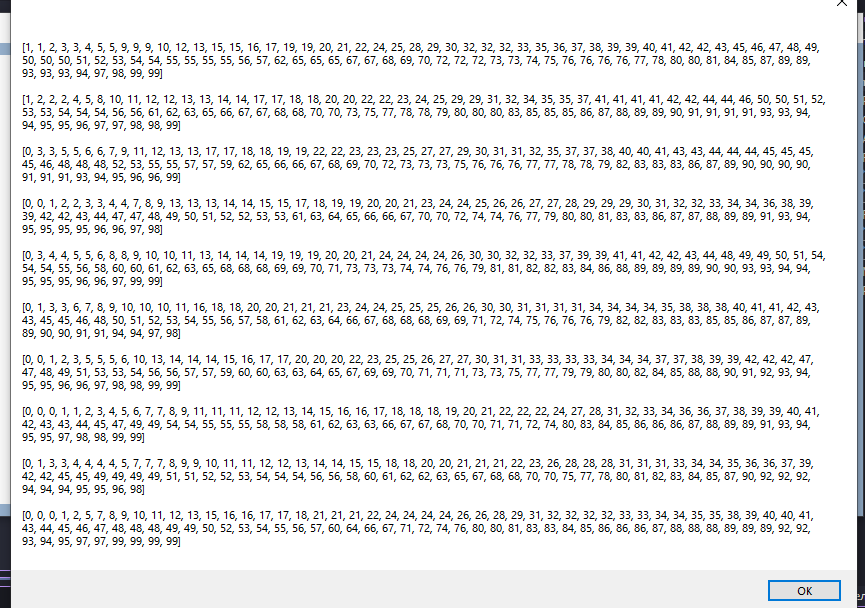 [1, 1, 2, 3, 3, 4, 5, 5, 9, 9, 9, 10, 12, 13, 15, 15, 16, 17, 19, 19, 20, 21, 22, 24, 25, 28, 29, 30, 32, 32, 32, 33, 35, 36, 37, 38, 39, 39, 40, 41, 42, 42, 43, 45, 46, 47, 48, 49,
50, 50, 50, 51, 52, 53, 54, 54, 55, 55, 55, 55, 56, 57, 62, 65, 65, 65, 67, 67, 68, 69, 70, 72, 72, 72, 73, 73, 74, 75, 76, 76, 76, 76, 77, 78, 80, 80, 81, 84, 85, 87, 89, 89,
93, 93, 93, 94, 97, 98, 99, 99]
[1, 2, 2, 2, 4, 5, 8, 10, 11, 12, 12, 13, 13, 14, 14, 17, 17, 18, 18, 20, 20, 22, 22, 23, 24, 25, 29, 29, 31, 32, 34, 35, 35, 37, 41, 41, 41, 41, 42, 42, 44, 44, 46, 50, 50, 51, 52,
53, 53, 54, 54, 54, 56, 56, 61, 62, 63, 65, 66, 67, 67, 68, 68, 70, 70, 73, 75, 77, 78, 78, 79, 80, 80, 80, 83, 85, 85, 85, 86, 87, 88, 89, 89, 90, 91, 91, 91, 91, 93, 93, 94,
94, 95, 95, 96, 97, 97, 98, 98, 99]
[0, 3, 3, 5, 5, 6, 6, 7, 9, 11, 12, 13, 13, 17, 17, 18, 18, 19, 19, 22, 22, 23, 23, 23, 25, 27, 27, 29, 30, 31, 31, 32, 35, 37, 37, 38, 40, 40, 41, 43, 43, 44, 44, 44, 45, 45, 45,
45, 46, 48, 48, 48, 52, 53, 55, 55, 57, 57, 59, 62, 65, 66, 66, 67, 68, 69, 70, 72, 73, 73, 73, 75, 76, 76, 76, 77, 77, 78, 78, 79, 82, 83, 83, 83, 86, 87, 89, 90, 90, 90, 90,
91, 91, 91, 93, 94, 95, 96, 96, 99]
[0, 0, 1, 2, 2, 3, 3, 4, 4, 7, 8, 9, 13, 13, 13, 14, 14, 15, 15, 17, 18, 19, 19, 20, 20, 21, 23, 24, 24, 25, 26, 26, 27, 27, 28, 29, 29, 29, 30, 31, 32, 32, 33, 34, 34, 36, 38, 39,
39, 42, 42, 43, 44, 47, 47, 48, 49, 50, 51, 52, 52, 53, 53, 61, 63, 64, 65, 66, 66, 67, 70, 70, 72, 74, 74, 76, 77, 79, 80, 80, 81, 83, 83, 86, 87, 87, 88, 89, 89, 91, 93, 94,
95, 95, 95, 95, 96, 96, 97, 98]
[0, 3, 4, 4, 5, 5, 6, 8, 8, 9, 10, 10, 11, 13, 14, 14, 14, 19, 19, 19, 20, 20, 21, 24, 24, 24, 24, 26, 30, 30, 32, 32, 33, 37, 39, 39, 41, 41, 42, 42, 43, 44, 48, 49, 49, 50, 51, 54,
54, 54, 55, 56, 58, 60, 60, 61, 62, 63, 65, 68, 68, 68, 69, 69, 70, 71, 73, 73, 73, 74, 74, 76, 76, 79, 81, 81, 82, 82, 83, 84, 86, 88, 89, 89, 89, 89, 90, 90, 93, 93, 94, 94,
95, 95, 95, 96, 96, 97, 99, 99]
[0, 1, 3, 3, 6, 7, 8, 9, 10, 10, 10, 11, 16, 18, 18, 20, 20, 21, 21, 21, 23, 24, 24, 25, 25, 25, 26, 26, 30, 30, 31, 31, 31, 31, 34, 34, 34, 34, 35, 38, 38, 38, 40, 41, 41, 42, 43,
43, 45, 45, 46, 48, 50, 51, 52, 53, 54, 55, 56, 57, 58, 61, 62, 63, 64, 66, 67, 68, 68, 68, 69, 69, 71, 72, 74, 75, 76, 76, 76, 79, 82, 82, 83, 83, 83, 85, 85, 86, 87, 87, 89,
89, 90, 90, 91, 91, 94, 94, 97, 98]
[0, 0, 1, 2, 3, 5, 5, 5, 6, 10, 13, 14, 14, 14, 15, 16, 17, 17, 20, 20, 20, 22, 23, 25, 25, 26, 27, 27, 30, 31, 31, 33, 33, 33, 33, 34, 34, 34, 37, 37, 38, 39, 39, 42, 42, 42, 47,
47, 48, 49, 51, 53, 53, 54, 56, 56, 57, 57, 59, 60, 60, 63, 63, 64, 65, 67, 69, 69, 70, 71, 71, 71, 73, 73, 75, 77, 77, 79, 79, 80, 80, 82, 84, 85, 88, 88, 90, 91, 92, 93, 94,
95, 95, 96, 96, 97, 98, 98, 99, 99]
[0, 0, 0, 1, 1, 2, 3, 4, 5, 6, 7, 7, 8, 9, 11, 11, 11, 12, 12, 13, 14, 15, 16, 16, 17, 18, 18, 18, 19, 20, 21, 22, 22, 22, 24, 27, 28, 31, 32, 33, 34, 36, 36, 37, 38, 39, 39, 40, 41,
42, 43, 43, 44, 45, 47, 49, 49, 54, 54, 55, 55, 55, 58, 58, 58, 61, 62, 63, 63, 66, 67, 67, 68, 70, 70, 71, 71, 72, 74, 80, 83, 84, 85, 86, 86, 86, 87, 88, 89, 89, 91, 93, 94,
95, 95, 97, 98, 98, 99, 99]
[0, 1, 3, 3, 4, 4, 4, 4, 5, 7, 7, 7, 8, 9, 9, 10, 11, 11, 12, 12, 13, 14, 14, 15, 15, 18, 18, 20, 20, 21, 21, 21, 22, 23, 26, 28, 28, 28, 31, 31, 31, 33, 34, 34, 35, 36, 36, 37, 39,
42, 42, 45, 45, 49, 49, 49, 49, 51, 51, 52, 52, 52, 53, 54, 54, 54, 56, 56, 58, 60, 61, 62, 62, 63, 65, 67, 68, 68, 70, 70, 75, 77, 78, 80, 81, 82, 83, 84, 85, 87, 90, 92, 92, 92,
94, 94, 94, 95, 95, 96, 98]
[0, 0, 0, 1, 2, 5, 7, 8, 9, 10, 11, 12, 13, 15, 16, 16, 17, 17, 18, 21, 21, 21, 22, 24, 24, 24, 24, 26, 26, 28, 29, 31, 32, 32, 32, 32, 33, 33, 34, 34, 35, 35, 38, 39, 40, 40, 41,
43, 44, 45, 46, 47, 48, 48, 48, 49, 49, 50, 52, 53, 54, 55, 56, 57, 60, 64, 66, 67, 71, 72, 74, 76, 80, 80, 81, 83, 83, 84, 85, 86, 86, 86, 87, 88, 88, 88, 89, 89, 89, 92, 92,
93, 94, 95, 97, 97, 99, 99, 99, 99]
OK